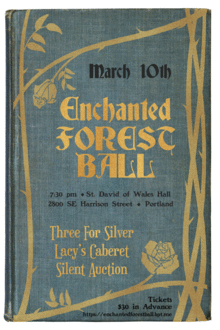 March 10th
Enchanted
FOREST
BALL
7:30 pm • St. David of Wales Hall
2800 SE Harrison Street • Portland
Three For Silver
Lacy's Caberet
Silent Auction
Tickets
$30 in Advance